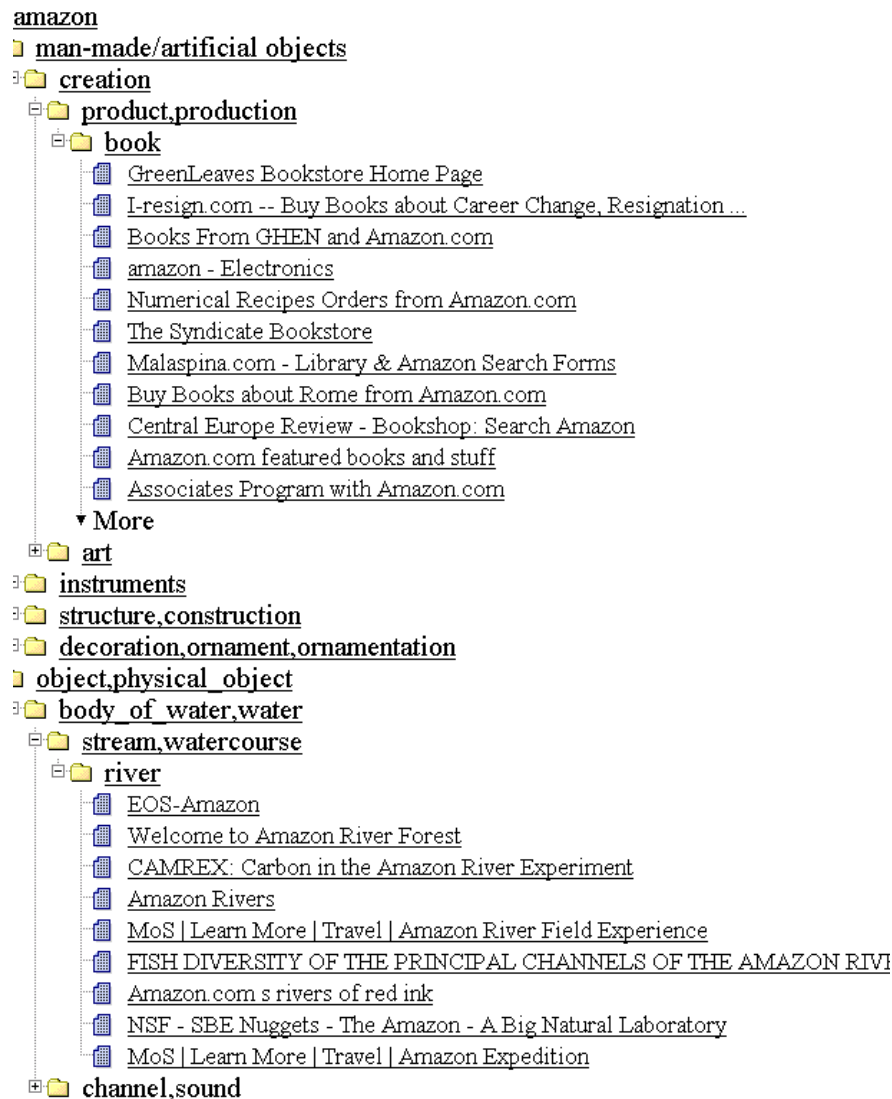 amazon
man-made/artificial objects
creation
product,production
book
GreenLeaves Bookstore Home Page
I-resign.com -- Buy Books about Career Change, Resignation ...
Books From GHEN and Amazon.com
amazon - Electronics
Numerical Recipes Orders from Amazon.com
The Syndicate Bookstore
Malaspina.com - Library & Amazon Search Forms
Buy Books about Rome from Amazon.com
Central Europe Review - Bookshop: Search Amazon
Amazon.com featured books and stuff
Associates Program with Amazon.com
More
art
instruments
structure,construction
decoration,ornament,ornamentation
object,physical_object
body_of_water,water
stream,watercourse
river
EOS-Amazon
Welcome to Amazon River Forest
CAMREX: Carbon in the Amazon River Experiment
Amazon Rivers
MoS | Learn More | Travel | Amazon River Field Experience
FISH DIVERSITY OF THE PRINCIPAL CHANNELS OF THE AMAZON RIVE
Amazon.com s rivers of red ink
NSF - SBE Nuggets - The Amazon - A Big Natural Laboratory
MoS | Learn More | Travel | Amazon Expedition
channel,sound